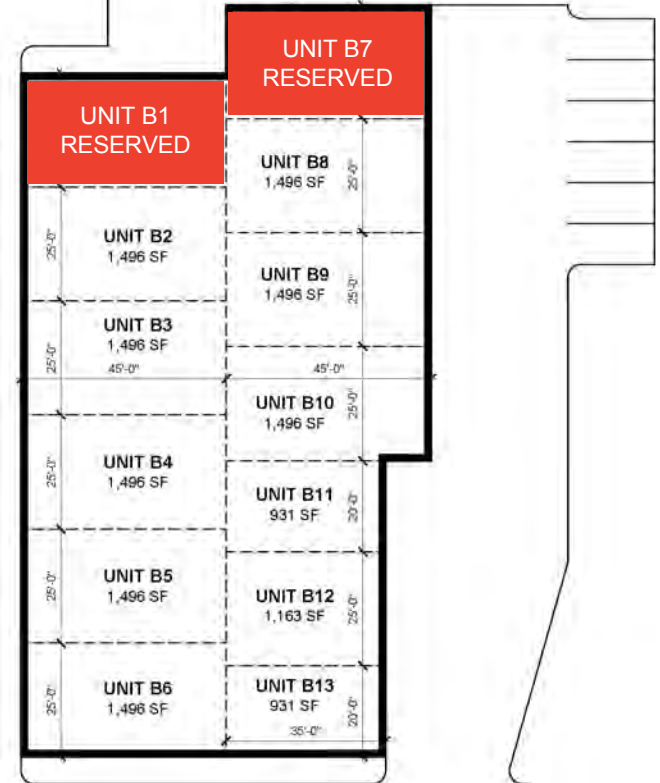 UNIT B7
RESERVED
UNIT B1
RESERVED
UNIT B8
1,496 SF
25'-0"
UNIT B2
1,496 SF
25'-0"
UNIT B9
1,496 SF
25'-0"
UNIT B3
1,496 SF
25'-0"
45'-0"
45'-0"
UNIT B10
1,496 SF
25'-0"
UNIT B4
1,496 SF
25'-0"
UNIT B11
931 SF
20'-0"
UNIT B5
1,496 SF
25'-0"
UNIT B12
1,163 SF
25'-0"
UNIT B6
1,496 SF
25'-0"
UNIT B13
931 SF
20'-0"
35'-0"